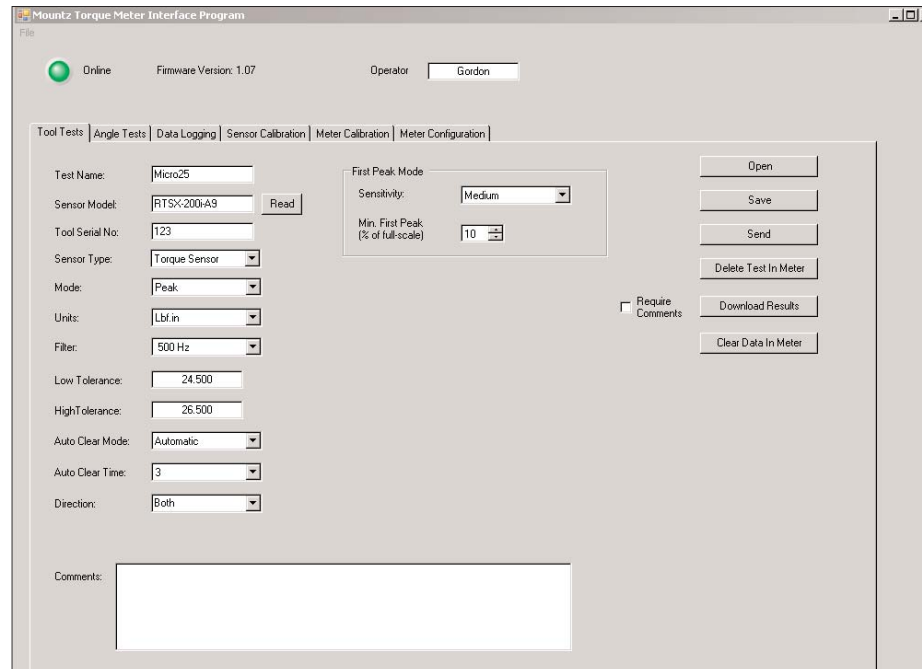 Mountz Torque Meter Interface Program
File
Online Firmware Version: 1.07 Operator Gordon
Tool Tests Angle Tests Data Logging Sensor Calibration Meter Calibration Meter Configuration
Test Name: Micro25
Sensor Model: RTSX-200i-A9 Read
Tool Serial No: 123
Sensor Type: Torque Sensor
Mode: Peak
Units: Lbf.in
Filter: 500 Hz
Low Tolerance: 24.500
HighTolerance: 26.500
Auto Clear Mode: Automatic
Auto Clear Time: 3
Direction: Both
First Peak Mode
Sensitivity: Medium
Min. First Peak
(% of full-scale) 10
Open
Save
Send
Delete Test In Meter
Require
Comments
Download Results
Clear Data In Meter
Comments: